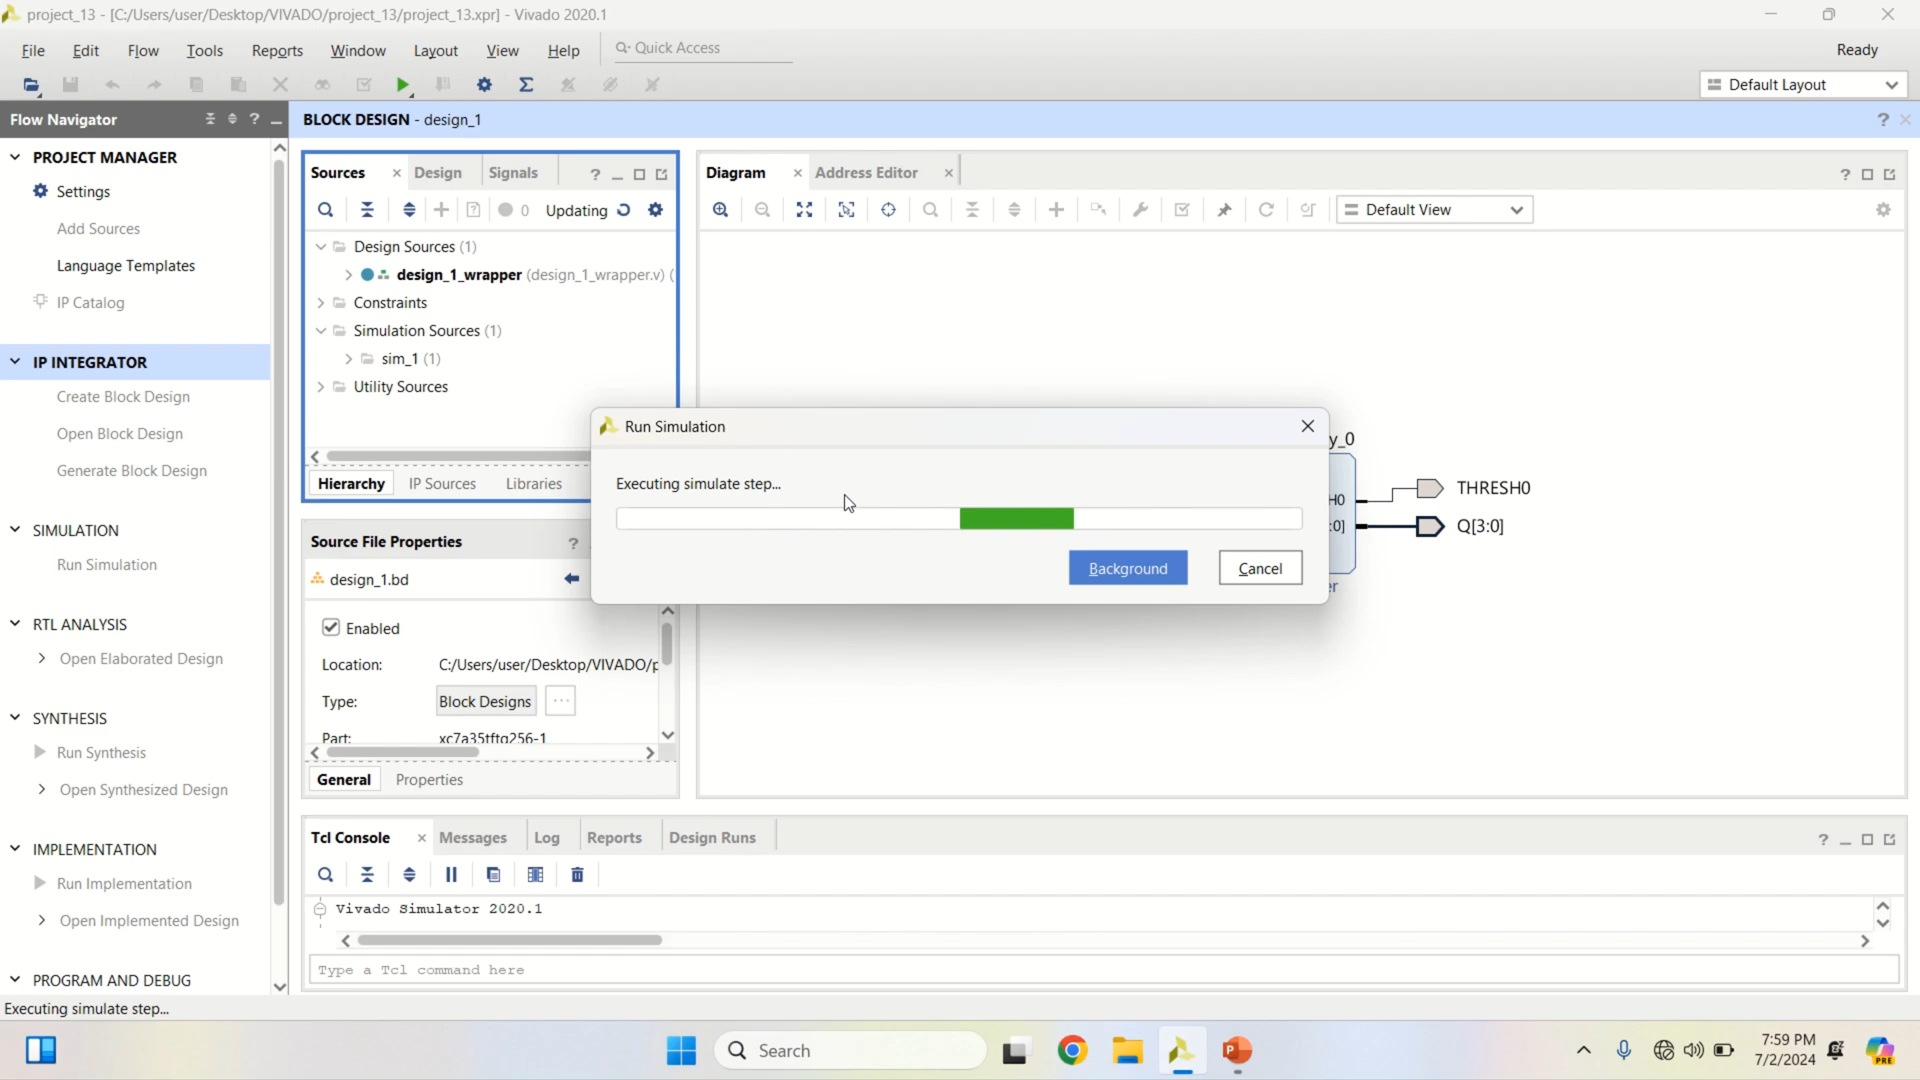 project_13 - [C:/Users/user/Desktop/VIVADO/project_13/project_13.xpr] - Vivado 2020.1
File Edit Flow Tools Reports Window Layout View Help Quick Access Ready
Default Layout
Flow Navigator ?
BLOCK DESIGN - design_1 ?
PROJECT MANAGER
Settings
Add Sources
Language Templates
IP Catalog
IP INTEGRATOR
Create Block Design
Open Block Design
Generate Block Design
SIMULATION
Run Simulation
RTL ANALYSIS
Open Elaborated Design
SYNTHESIS
Run Synthesis
Open Synthesized Design
IMPLEMENTATION
Run Implementation
Open Implemented Design
PROGRAM AND DEBUG
Sources Design Signals ?
0 Updating
Design Sources (1)
design_1_wrapper (design_1_wrapper.v) (
Constraints
Simulation Sources (1)
sim_1 (1)
Utility Sources
Hierarchy IP Sources Libraries
Source File Properties ?
design_1.bd
Enabled
Location: C:/Users/user/Desktop/VIVADO/p
Type: Block Designs ...
Part: xc7a35tftg256-1
General Properties
Diagram Address Editor ?
Default View
y_0
H0
:0]
er
THRESH0
Q[3:0]
Run Simulation
Executing simulate step...
Background Cancel
Tcl Console Messages Log Reports Design Runs ?
Vivado Simulator 2020.1
Type a Tcl command here
Executing simulate step...
Search
7:59 PM
7/2/2024
PRE